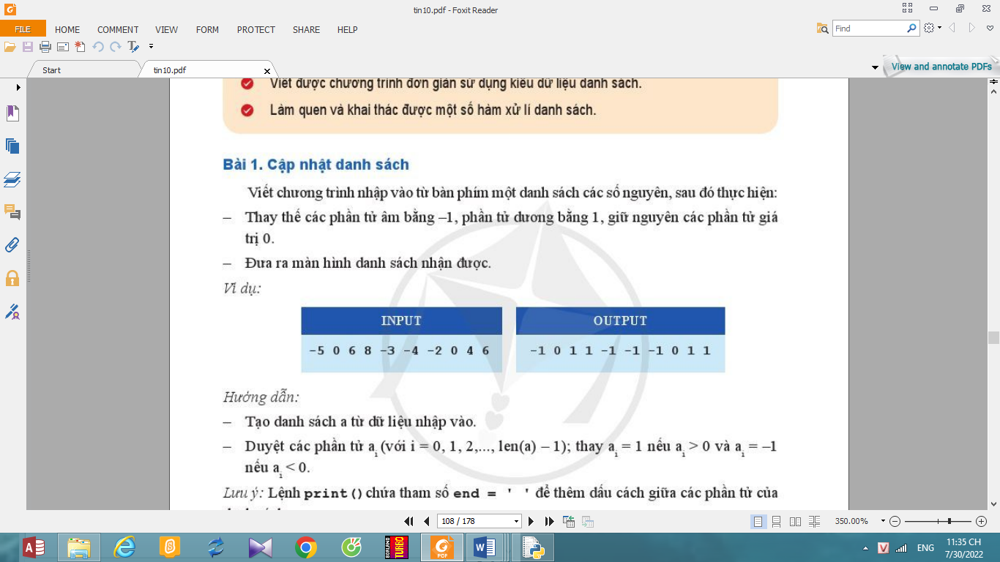 tin10.pdf - Foxit Reader
FILE HOME COMMENT VIEW FORM PROTECT SHARE HELP
Find
Start
tin10.pdf
View and annotate PDFs
Viết được chương trình đơn giản sử dụng kiểu dữ liệu danh sách.
Làm quen và khai thác được một số hàm xử lí danh sách.
Bài 1. Cập nhật danh sách
Viết chương trình nhập vào từ bàn phím một danh sách các số nguyên, sau đó thực hiện:
– Thay thế các phần tử âm bằng –1, phần tử dương bằng 1, giữ nguyên các phần tử giá
trị 0.
– Đưa ra màn hình danh sách nhận được.
Ví dụ:
INPUT OUTPUT
-5 0 6 8 -3 -4 -2 0 4 6 -1 0 1 1 -1 -1 -1 0 1 1
Hướng dẫn:
– Tạo danh sách a từ dữ liệu nhập vào.
– Duyệt các phần tử ai (với i = 0, 1, 2,..., len(a) – 1); thay ai = 1 nếu ai > 0 và ai = –1
nếu ai < 0.
Lưu ý: Lệnh print() chứa tham số end = ' ' để thêm dấu cách giữa các phần tử của
108 / 178
350.00%
PDF
BORLAND TURBO
ENG
11:35 CH
7/30/2022